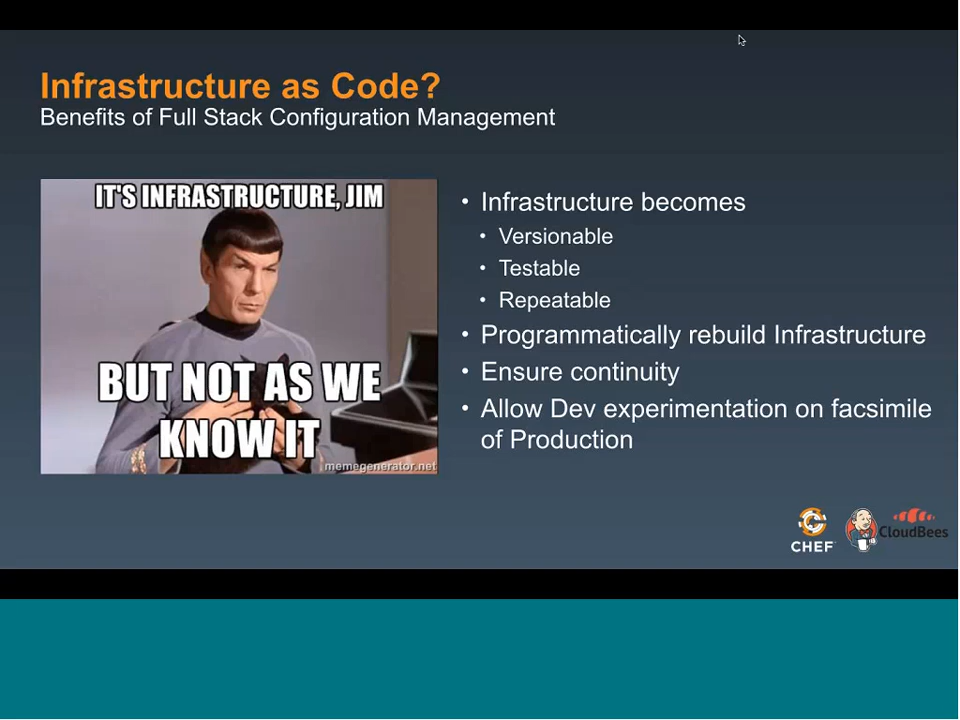 Infrastructure as Code?
Benefits of Full Stack Configuration Management
IT'S INFRASTRUCTURE, JIM
BUT NOT AS WE
KNOW IT
memegenerator.net
• Infrastructure becomes
• Versionable
• Testable
• Repeatable
• Programmatically rebuild Infrastructure
• Ensure continuity
• Allow Dev experimentation on facsimile
of Production
CHEF
CloudBees